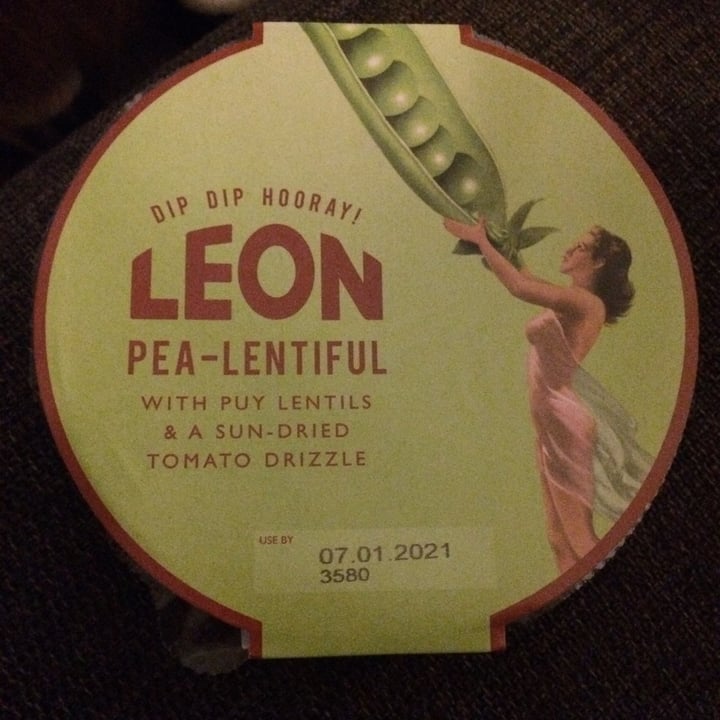 DIP DIP HOORAY!
LEON
PEA-LENTIFUL
WITH PUY LENTILS
& A SUN-DRIED
TOMATO DRIZZLE
USE BY
07.01.2021
3580